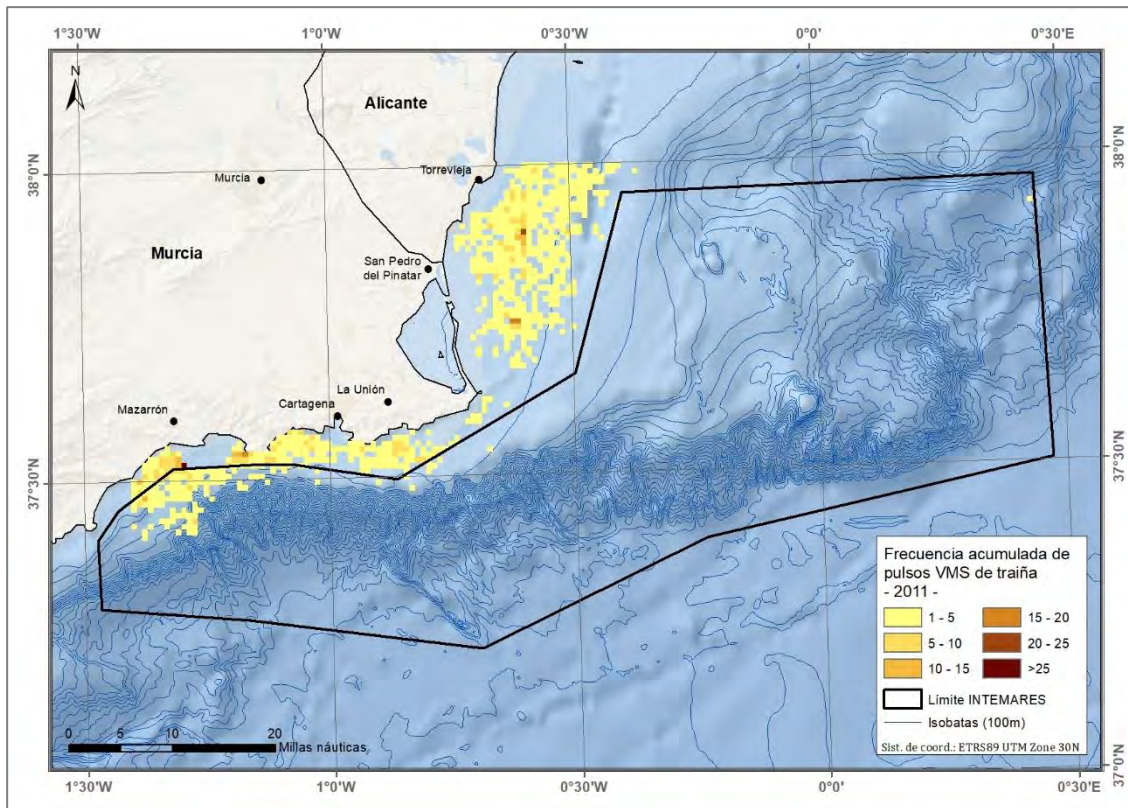 1°30'W
1°0'W
0°30'W
0°0'
0°30'E
N
Alicante
38°0'N
38°0'N
Murcia
Torrevieja
Murcia
San Pedro
del Pinatar
La Unión
Cartagena
Mazarrón
37°30'N
37°30'N
Frecuencia acumulada de
pulsos VMS de traiña
- 2011 -
1 - 5
15 - 20
5 - 10
20 - 25
10 - 15
>25
Límite INTEMARES
Isobatas (100m)
Sist. de coord.: ETRS89 UTM Zone 30N
0 5 10 20
Millas náuticas
37°0'N
1°30'W
1°0'W
0°30'W
0°0'
0°30'E